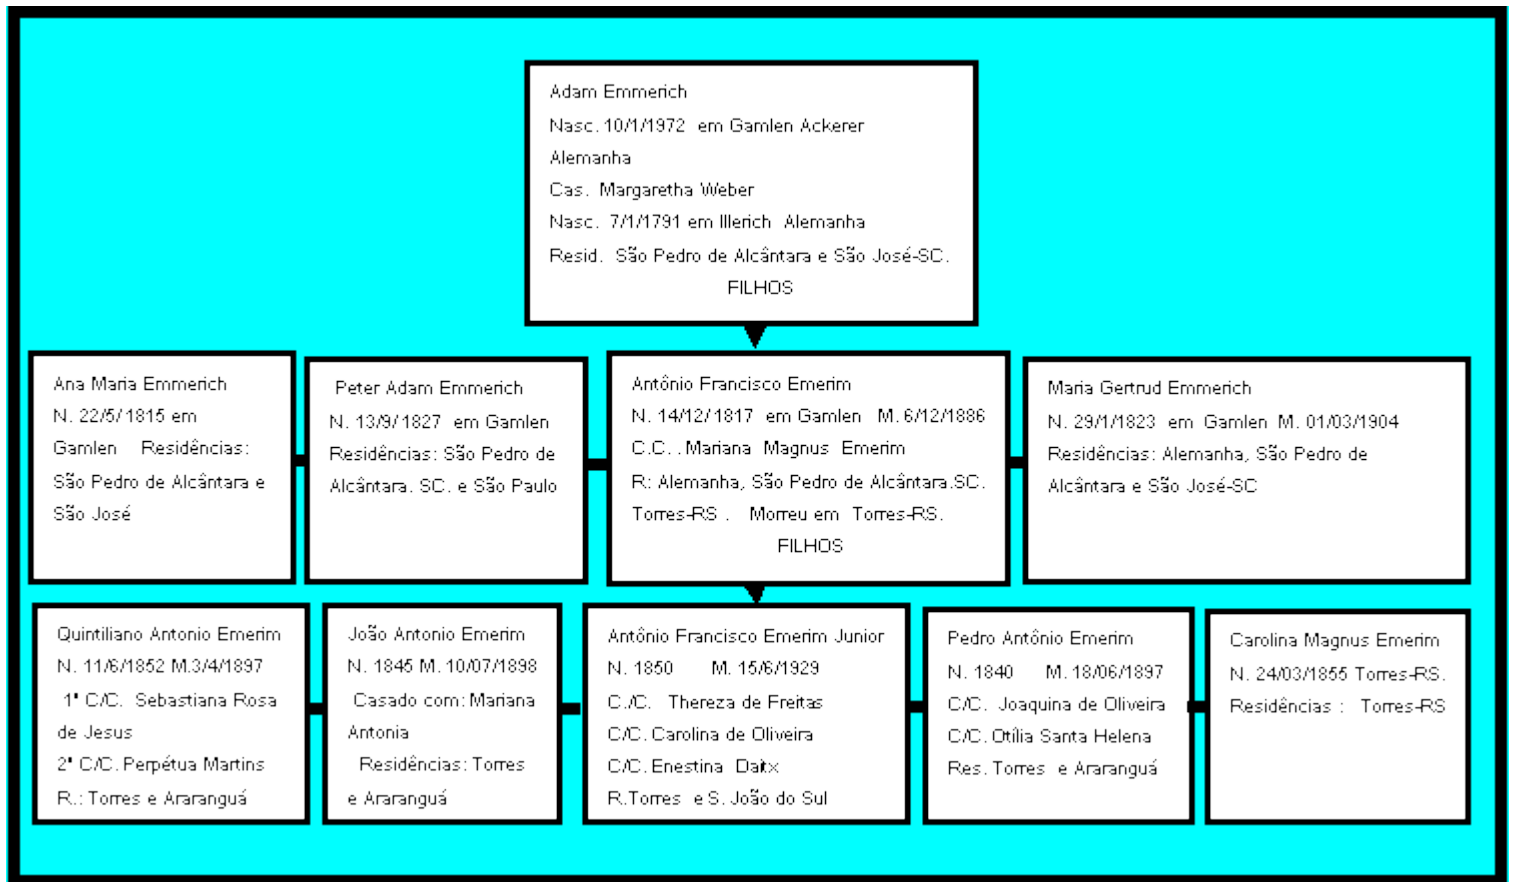 Adam Emmerich
Nasc. 10/1/1972 em Gamlen Ackerer
Alemanha
Cas. Margaretha Weber
Nasc. 7/1/1791 em Illerich Alemanha
Resid. São Pedro de Alcântara e São José-SC.
FILHOS
Ana Maria Emmerich
N. 22/5/1815 em
Gamlen Residências:
São Pedro de Alcântara e
São José
Peter Adam Emmerich
N. 13/9/1827 em Gamlen
Residências: São Pedro de
Alcântara. SC. e São Paulo
Antônio Francisco Emerim
N. 14/12/1817 em Gamlen M. 6/12/1886
C.C. . Mariana Magnus Emerim
R: Alemanha, São Pedro de Alcântara.SC.
Torres-RS . Morreu em Torres-RS.
FILHOS
Maria Gertrud Emmerich
N. 29/1/1823 em Gamlen M. 01/03/1904
Residências: Alemanha, São Pedro de
Alcântara e São José-SC
Quintiliano Antonio Emerim
N. 11/6/1852 M.3/4/1897
1ª C/C. Sebastiana Rosa
de Jesus
2ª C/C. Perpétua Martins
R.: Torres e Araranguá
João Antonio Emerim
N. 1845 M. 10/07/1898
Casado com: Mariana
Antonia
Residências: Torres
e Araranguá
Antônio Francisco Emerim Junior
N. 1850 M. 15/6/1929
C./C. Thereza de Freitas
C/C. Carolina de Oliveira
C/C. Enestina Daitx
R.Torres e S. João do Sul
Pedro Antônio Emerim
N. 1840 M. 18/06/1897
C/C. Joaquina de Oliveira
C/C. Otília Santa Helena
Res. Torres e Araranguá
Carolina Magnus Emerim
N. 24/03/1855 Torres-RS.
Residências : Torres-RS